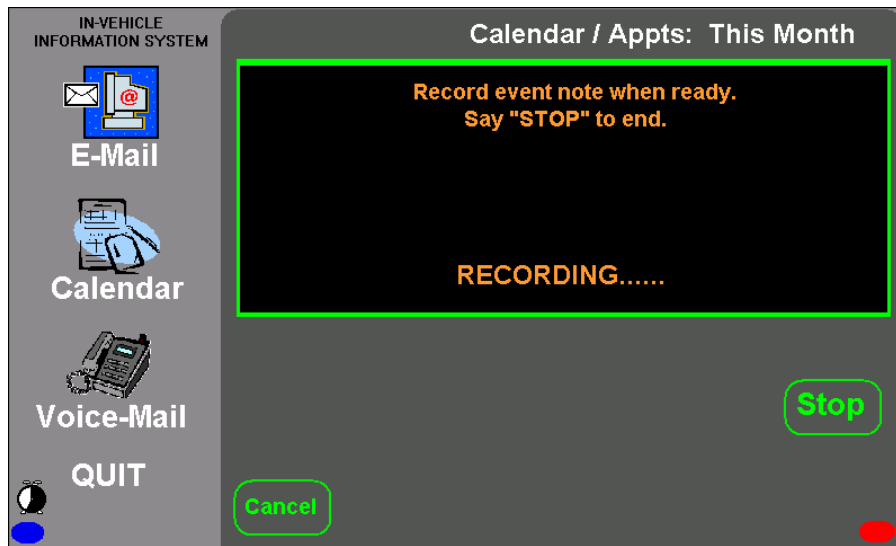 IN-VEHICLE
INFORMATION SYSTEM
E-Mail
Calendar
Voice-Mail
QUIT
Calendar / Appts: This Month
Record event note when ready.
Say "STOP" to end.
RECORDING......
Stop
Cancel
@